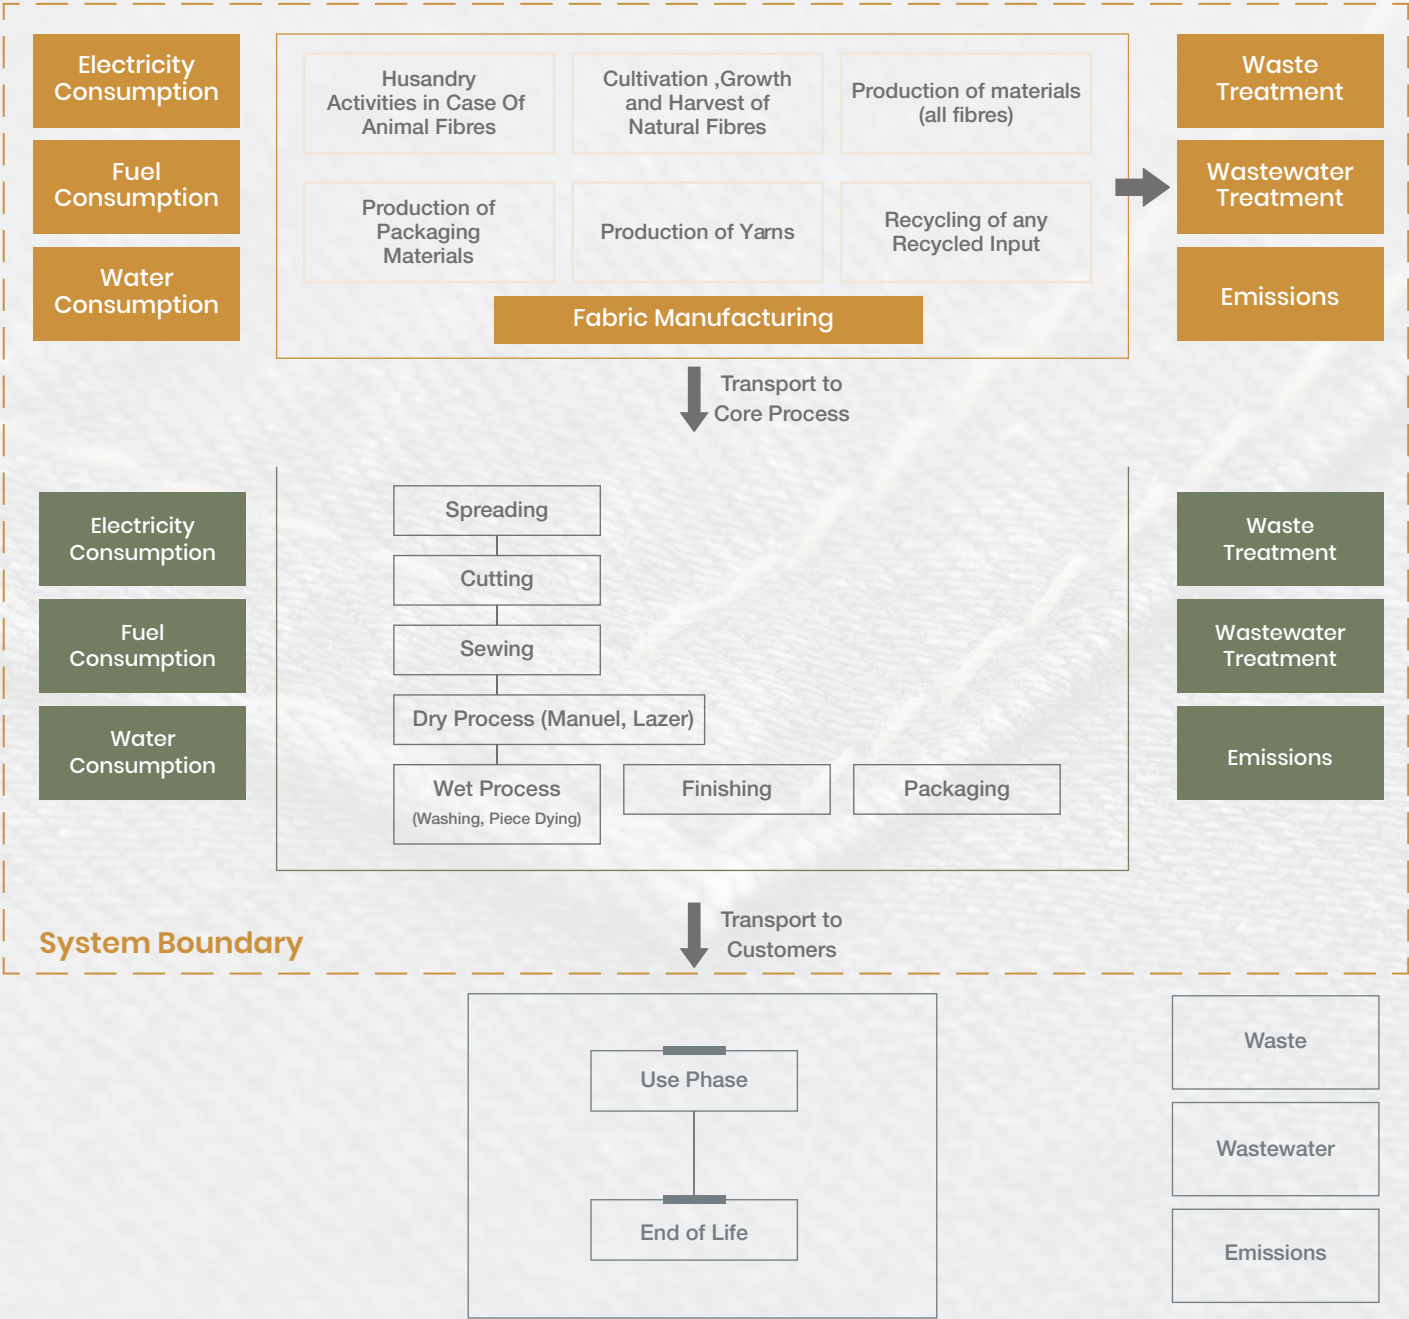 Electricity
Consumption
Fuel
Consumption
Water
Consumption
Husandry
Activities in Case Of
Animal Fibres
Cultivation ,Growth
and Harvest of
Natural Fibres
Production of materials
(all fibres)
Production of
Packaging
Materials
Production of Yarns
Recycling of any
Recycled Input
Fabric Manufacturing
Waste
Treatment
Wastewater
Treatment
Emissions
Transport to
Core Process
Electricity
Consumption
Fuel
Consumption
Water
Consumption
Spreading
Cutting
Sewing
Dry Process (Manuel, Lazer)
Wet Process
(Washing, Piece Dying)
Finishing
Packaging
Waste
Treatment
Wastewater
Treatment
Emissions
System Boundary
Transport to
Customers
Use Phase
End of Life
Waste
Wastewater
Emissions